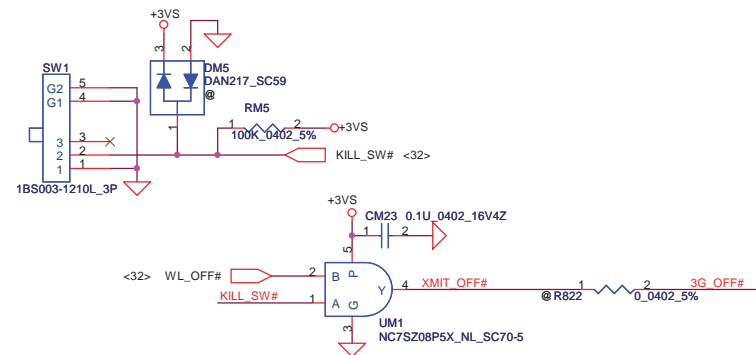 +3VS
3
2
SW1
DM5
DAN217_SC59
@
G2 5
G1 4
RM5
1
1 2
+3VS
100K_0402_5%
3 3
2 2
KILL_SW# <32>
1 1
1BS003-1210L_3P
+3VS
CM23 0.1U_0402_16V4Z
1 2
5
<32> WL_OFF#
2 B P
Y 4
XMIT_OFF#
1 2
3G_OFF#
KILL_SW#
1 A G
@ R822 0_0402_5%
3
UM1
NC7SZ08P5X_NL_SC70-5